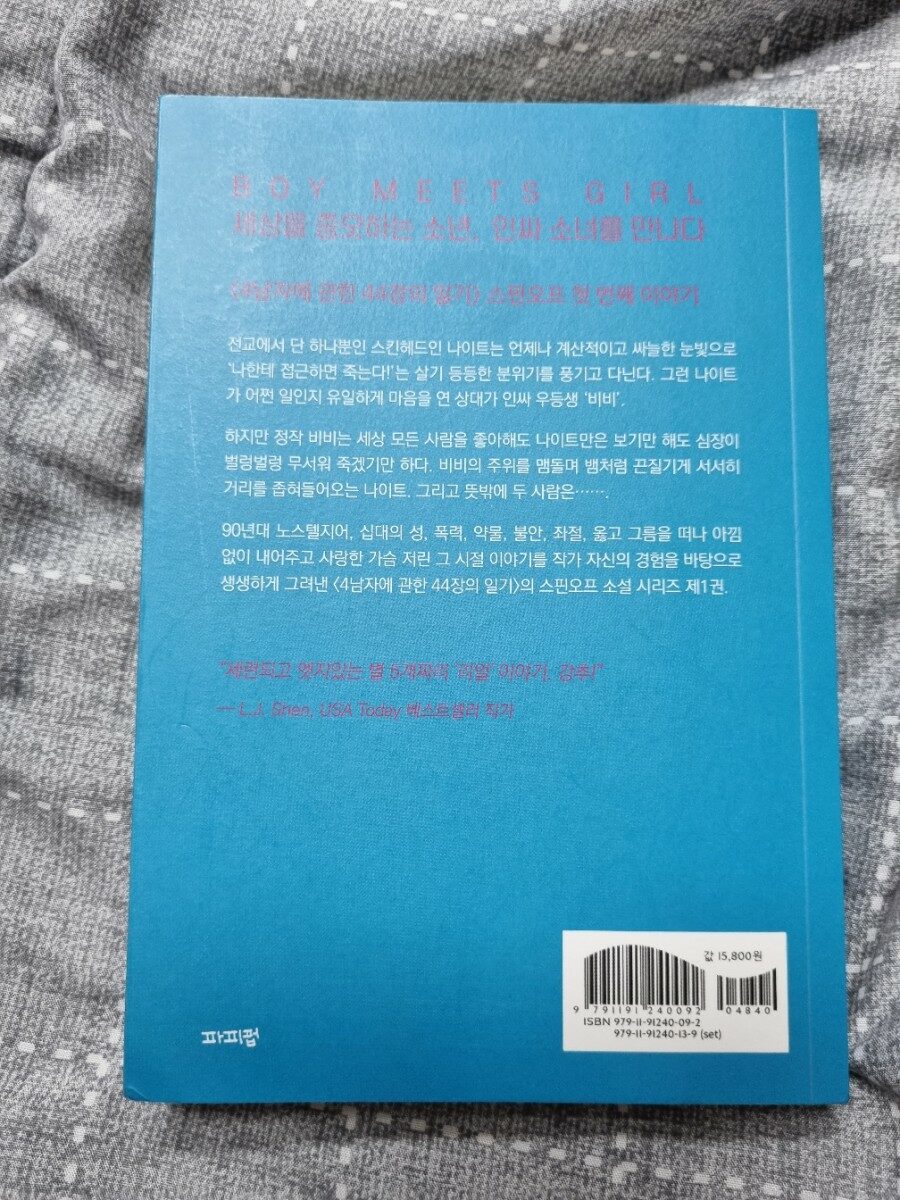 BOY MEETS GIRL
세상을 증오하는 소년, 인싸 소녀를 만나다
〈4남자에 관한 44장의 일기〉 스핀오프 첫 번째 이야기
전교에서 단 하나뿐인 스킨헤드인 나이트는 언제나 계산적이고 싸늘한 눈빛으로
'나한테 접근하면 죽는다!'는 살기 등등한 분위기를 풍기고 다닌다. 그런 나이트
가 어쩐 일인지 유일하게 마음을 연 상대가 인싸 우등생 '비비'.
하지만 정작 비비는 세상 모든 사람을 좋아해도 나이트만은 보기만 해도 심장이
벌렁벌렁 무서워 죽겠기만 하다. 비비의 주위를 맴돌며 뱀처럼 끈질기게 서서히
거리를 좁혀들어오는 나이트. 그리고 뜻밖에 두 사람은…….
90년대 노스텔지어, 십대의 성, 폭력, 약물, 불안, 좌절, 옳고 그름을 떠나 아낌
없이 내어주고 사랑한 가슴 저린 그 시절 이야기를 작가 자신의 경험을 바탕으로
생생하게 그려낸 〈4남자에 관한 44장의 일기〉의 스핀오프 소설 시리즈 제1권.
"세련되고 엣지있는 별 5개짜리 '리얼' 이야기, 강추!"
— L.J. Shen, USA Today 베스트셀러 작가
값 15,800원
9 791191 240092
04840
ISBN 979-11-91240-09-2
979-11-91240-13-9 (set)
파피펍